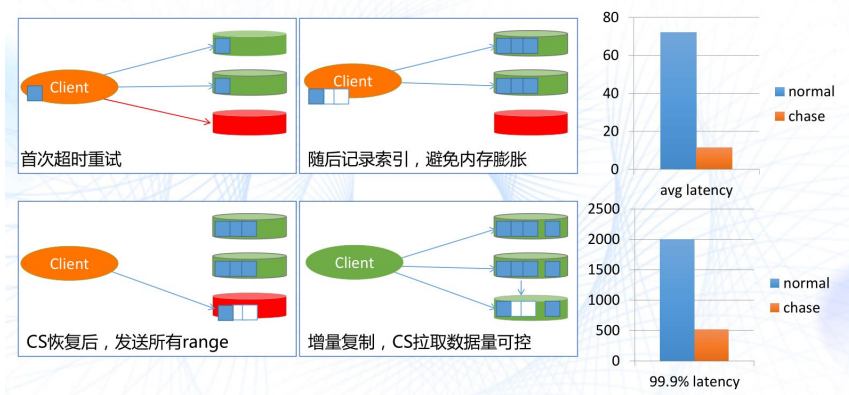 Client
首次超时重试
Client
随后记录索引，避免内存膨胀
Client
CS恢复后，发送所有range
Client
增量复制，CS拉取数据量可控
80
60
40
20
0
normal
chase
avg latency
2500
2000
1500
1000
500
0
normal
chase
99.9% latency